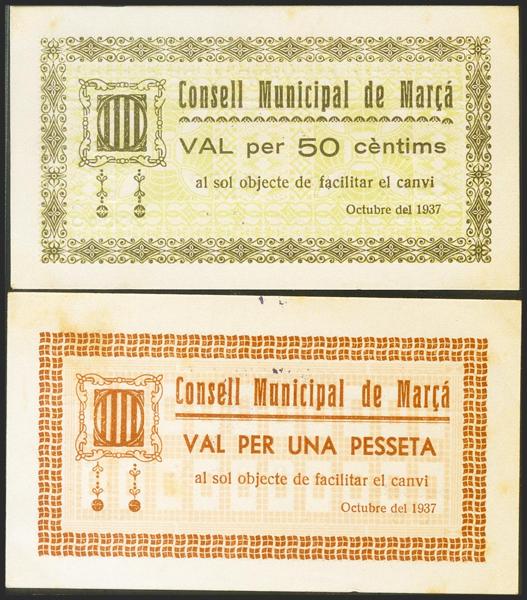 Consell Municipal de Marçá
VAL per 50 cèntims
al sol objecte de facilitar el canvi
Octubre del 1937
Consell Municipal de Marçá
VAL PER UNA PESSETA
al sol objecte de facilitar el canvi
Octubre del 1937